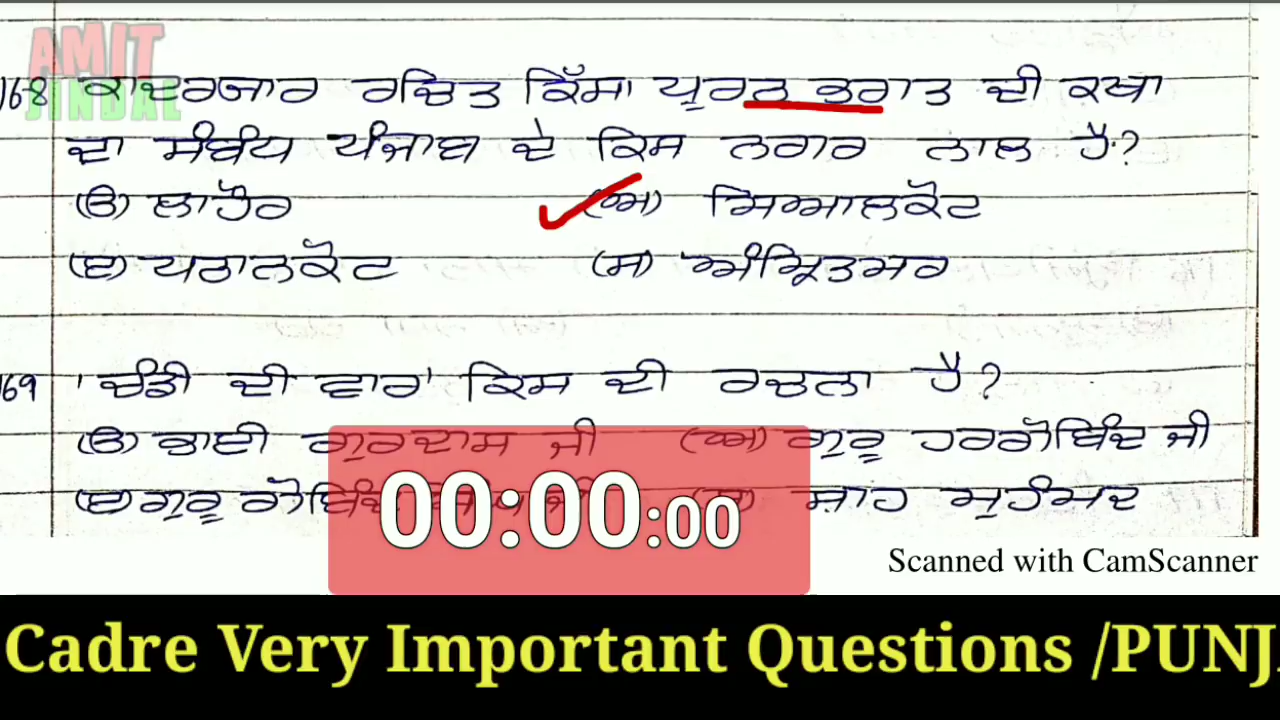 AMIT
JINDAL
168 ਕਾਦਰਯਾਰ ਰਚਿਤ ਕਿੱਸਾ ਪੂਰਨ ਭਗਤ ਦੀ ਕਥਾ
ਦਾ ਸੰਬੰਧ ਪੰਜਾਬ ਦੇ ਕਿਸ ਨਗਰ ਨਾਲ ਹੈ?
(ੳ) ਲਾਹੌਰ (ਅ) ਸਿਆਲਕੋਟ
(ੲ) ਪਠਾਨਕੋਟ (ਸ) ਅੰਮ੍ਰਿਤਸਰ
169 'ਚੰਡੀ ਦੀ ਵਾਰ' ਕਿਸ ਦੀ ਰਚਨਾ ਹੈ?
(ੳ) ਭਾਈ ਗੁਰਦਾਸ ਜੀ (ਅ) ਗੁਰੂ ਹਰਗੋਬਿੰਦ ਜੀ
(ੲ) ਗੁਰੂ ਗੋਬਿੰਦ (ਸ) ਸ਼ਾਹ ਮੁਹੰਮਦ
00:00:00
Scanned with CamScanner
Cadre Very Important Questions /PUNJ